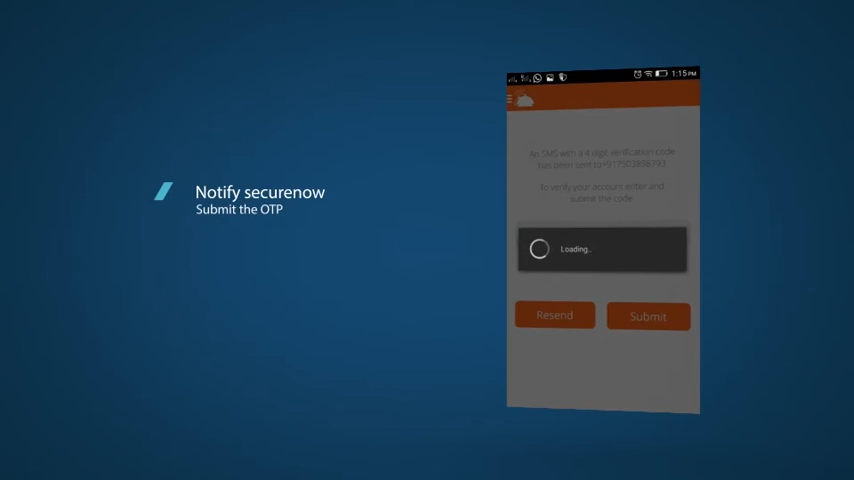 Notify securenow
Submit the OTP
1:15 PM
An SMS with a 4 digit verification code
has been sent to+917503896793
To verify your account enter and
submit the code
Loading..
Resend
Submit